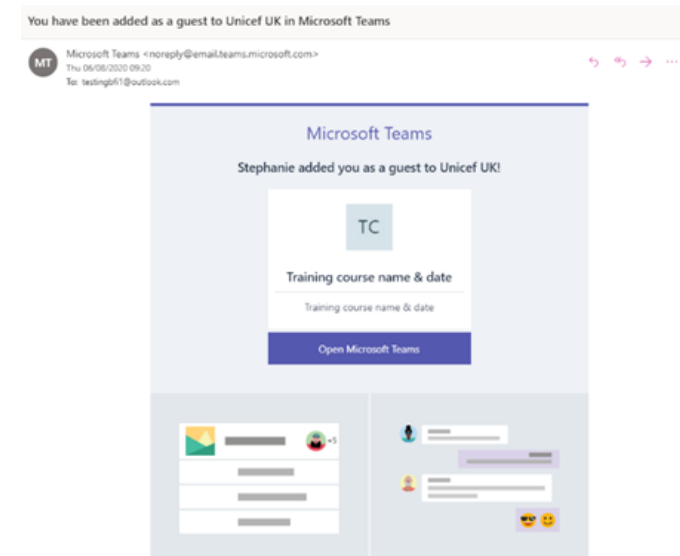 You have been added as a guest to Unicef UK in Microsoft Teams
MT
Microsoft Teams <noreply@email.teams.microsoft.com>
Thu 06/08/2020 09:20
To: testingbfi1@outlook.com
Microsoft Teams
Stephanie added you as a guest to Unicef UK!
TC
Training course name & date
Training course name & date
Open Microsoft Teams
+5